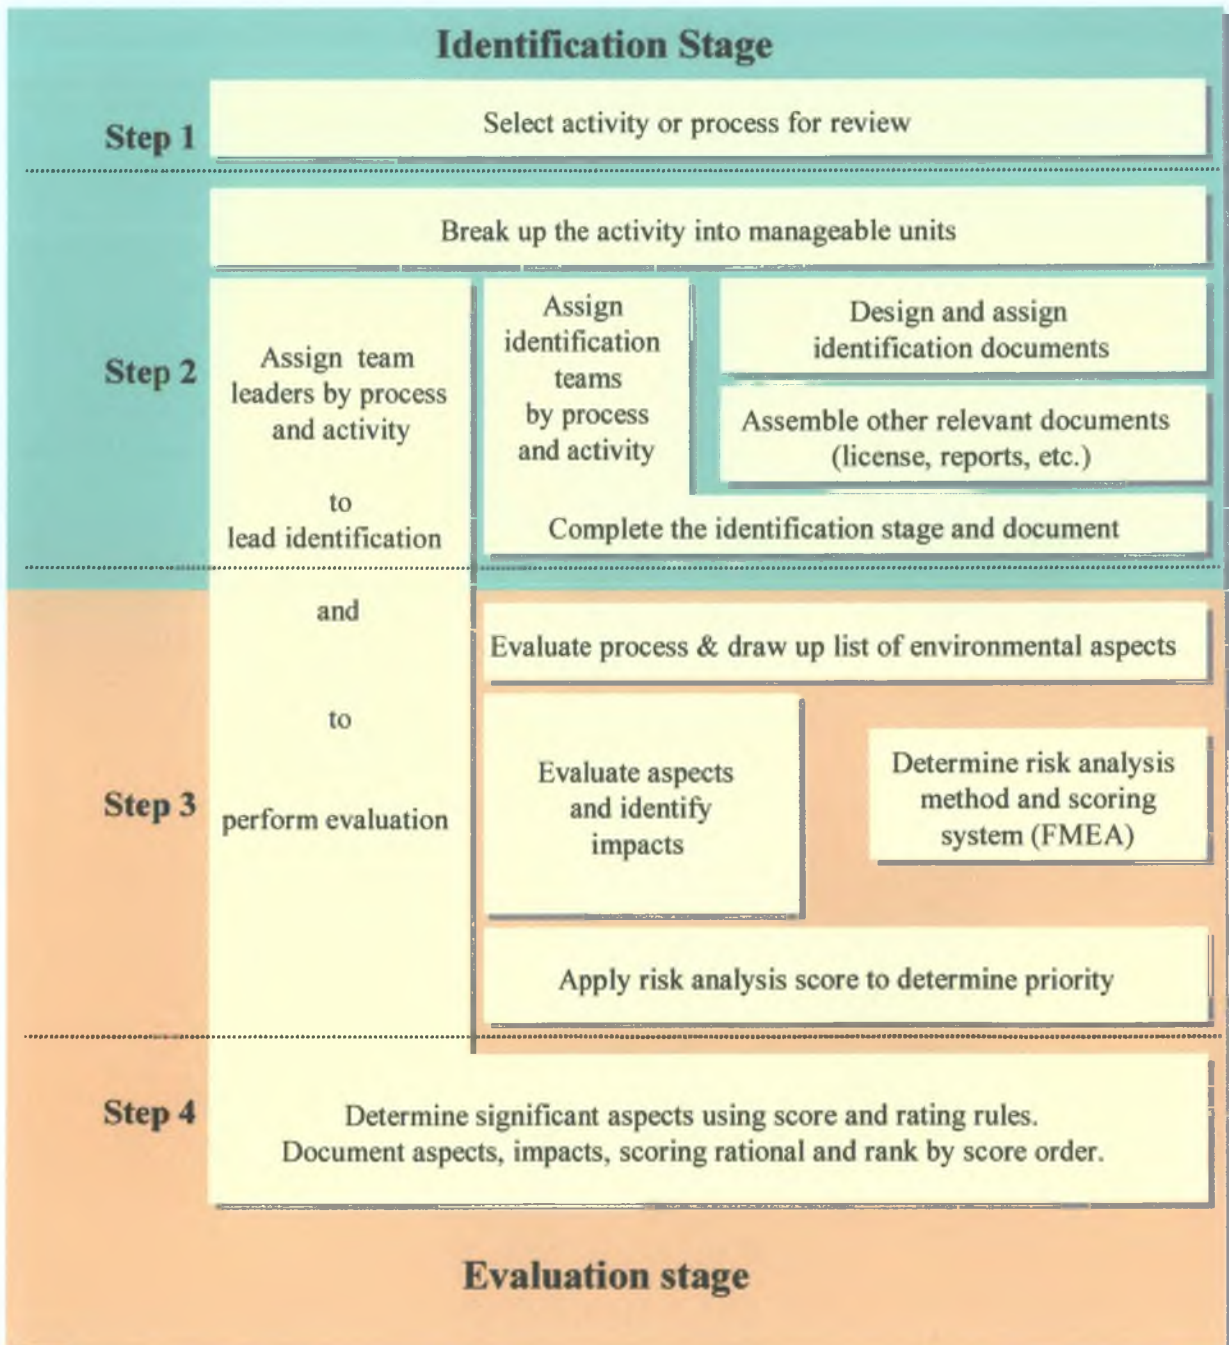 Identification Stage
Step 1
Select activity or process for review
Break up the activity into manageable units
Step 2
Assign team
leaders by process
and activity
to
lead identification
and
to
perform evaluation
Assign
identification
teams
by process
and activity
Design and assign
identification documents
Assemble other relevant documents
(license, reports, etc.)
Complete the identification stage and document
Step 3
Evaluate process & draw up list of environmental aspects
Evaluate aspects
and identify
impacts
Determine risk analysis
method and scoring
system (FMEA)
Apply risk analysis score to determine priority
Step 4
Determine significant aspects using score and rating rules.
Document aspects, impacts, scoring rational and rank by score order.
Evaluation stage